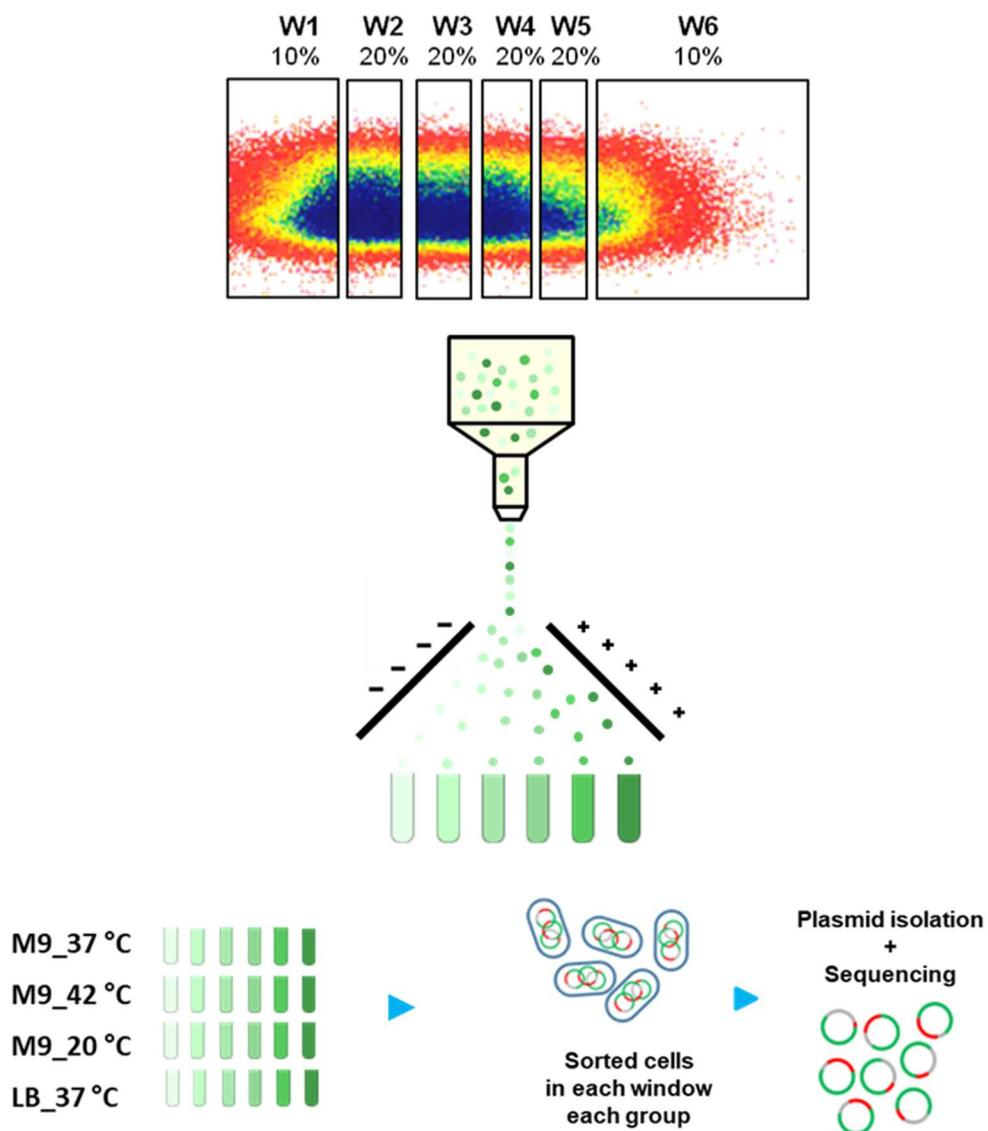 W1 W2 W3 W4 W5 W6
10% 20% 20% 20% 20% 10%
− − − −
+ + + + +
M9_37 °C
M9_42 °C
M9_20 °C
LB_37 °C
Sorted cells
in each window
each group
Plasmid isolation
+
Sequencing